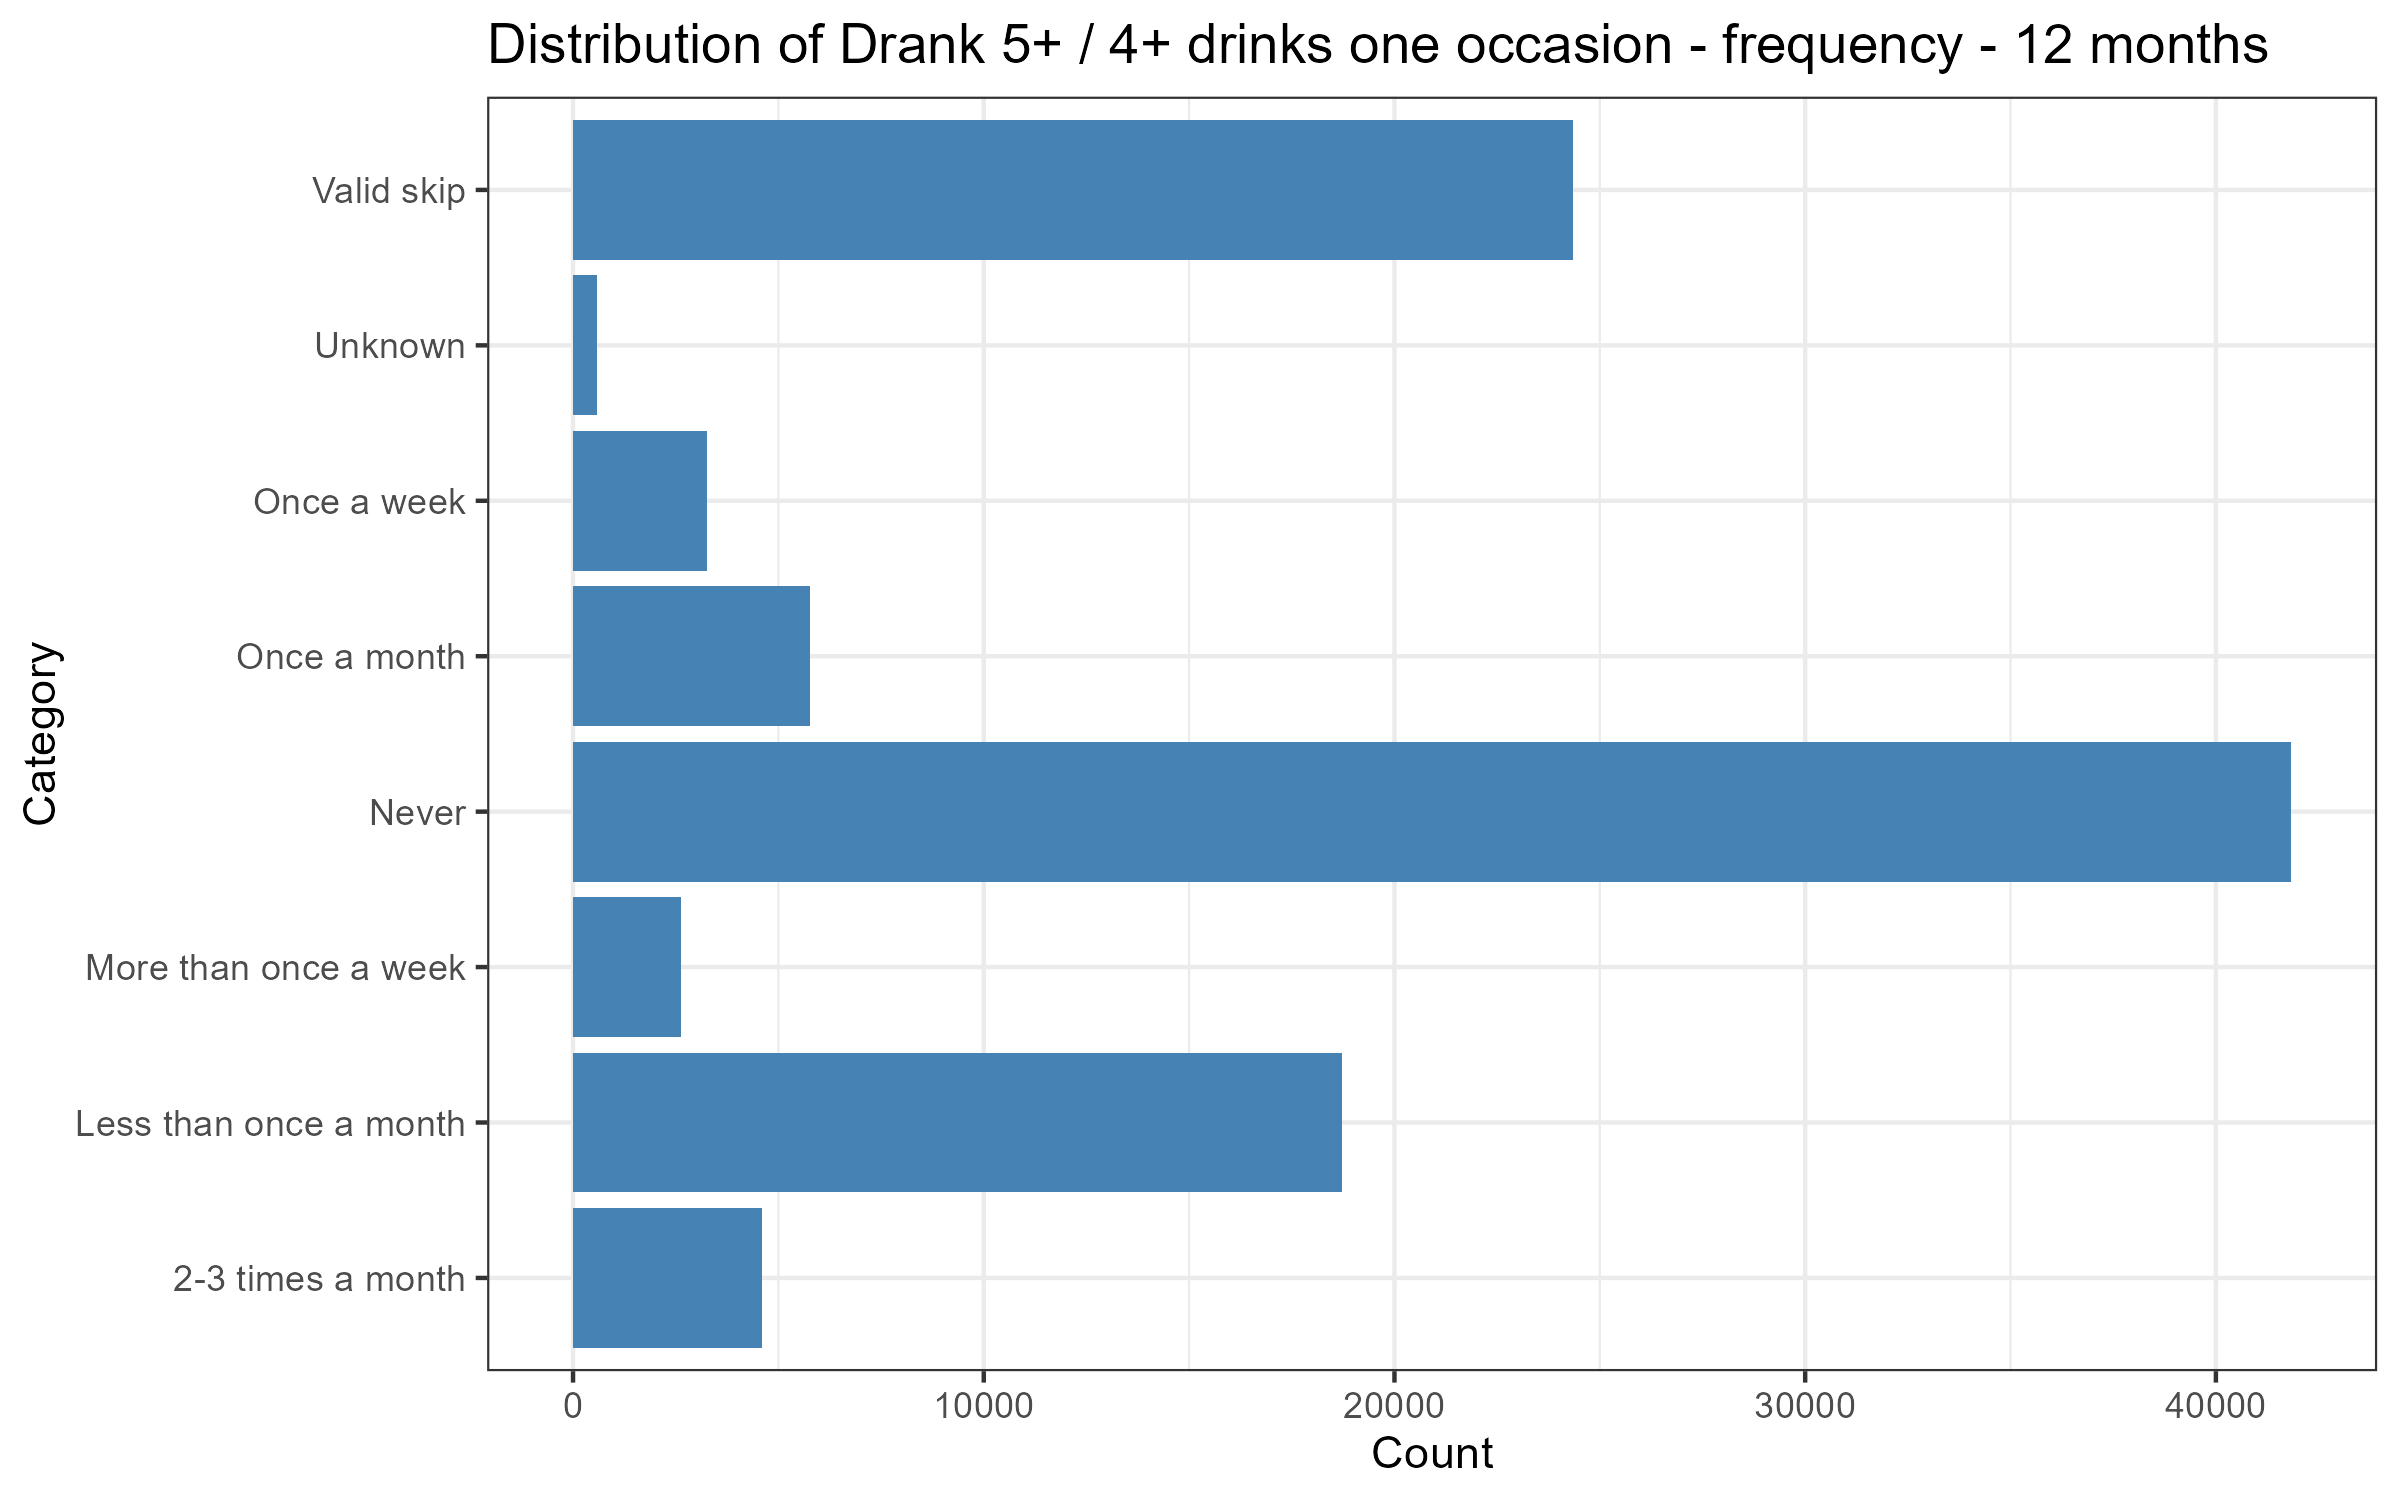 Distribution of Drank 5+ / 4+ drinks one occasion - frequency - 12 months
Category
Valid skip
Unknown
Once a week
Once a month
Never
More than once a week
Less than once a month
2-3 times a month
0 10000 20000 30000 40000
Count